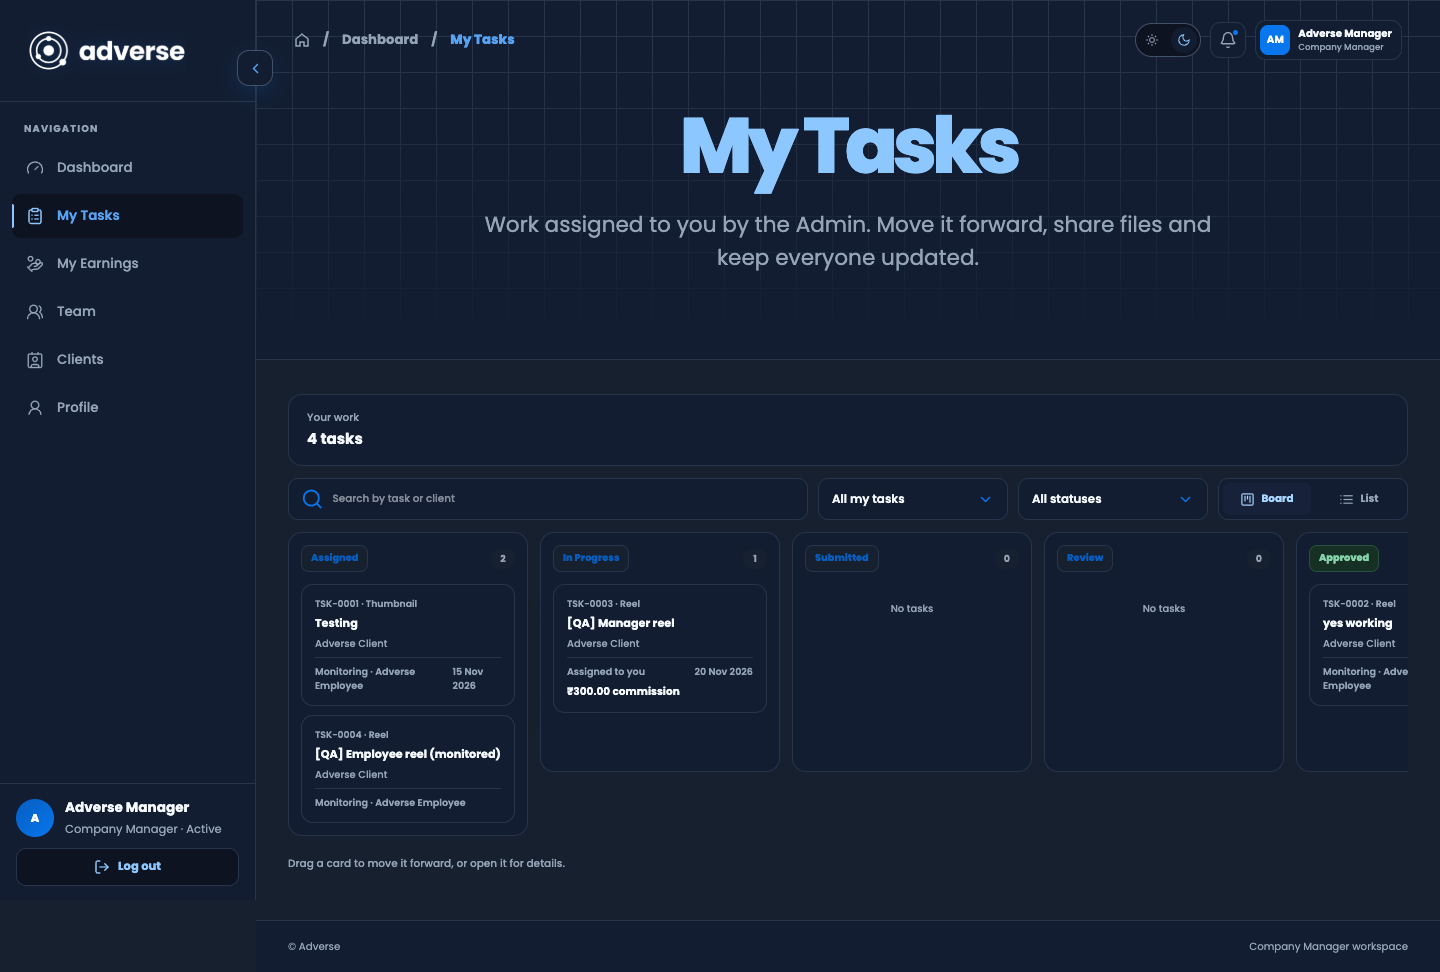 adverse
/ Dashboard / My Tasks
AM
Adverse Manager
Company Manager
NAVIGATION
Dashboard
My Tasks
My Earnings
Team
Clients
Profile
A
Adverse Manager
Company Manager · Active
Log out
My Tasks
Work assigned to you by the Admin. Move it forward, share files and
keep everyone updated.
Your work
4 tasks
Search by task or client
All my tasks
All statuses
Board
List
Assigned
2
TSK-0001 · Thumbnail
Testing
Adverse Client
Monitoring · Adverse
Employee
15 Nov
2026
TSK-0004 · Reel
[QA] Employee reel (monitored)
Adverse Client
Monitoring · Adverse Employee
In Progress
1
TSK-0003 · Reel
[QA] Manager reel
Adverse Client
Assigned to you
20 Nov 2026
₹300.00 commission
Submitted
0
No tasks
Review
0
No tasks
Approved
TSK-0002 · Reel
yes working
Adverse Client
Monitoring · Adve
Employee
Drag a card to move it forward, or open it for details.
© Adverse
Company Manager workspace